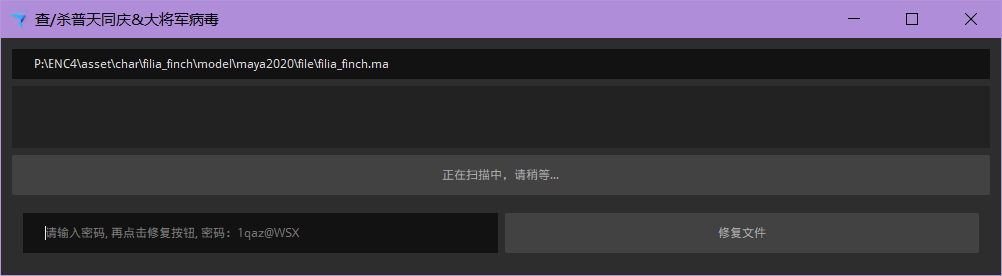 查/杀普天同庆&大将军病毒
P:\ENC4\asset\char\filia_finch\model\maya2020\file\filia_finch.ma
正在扫描中，请稍等...
请输入密码, 再点击修复按钮, 密码：1qaz@WSX
修复文件